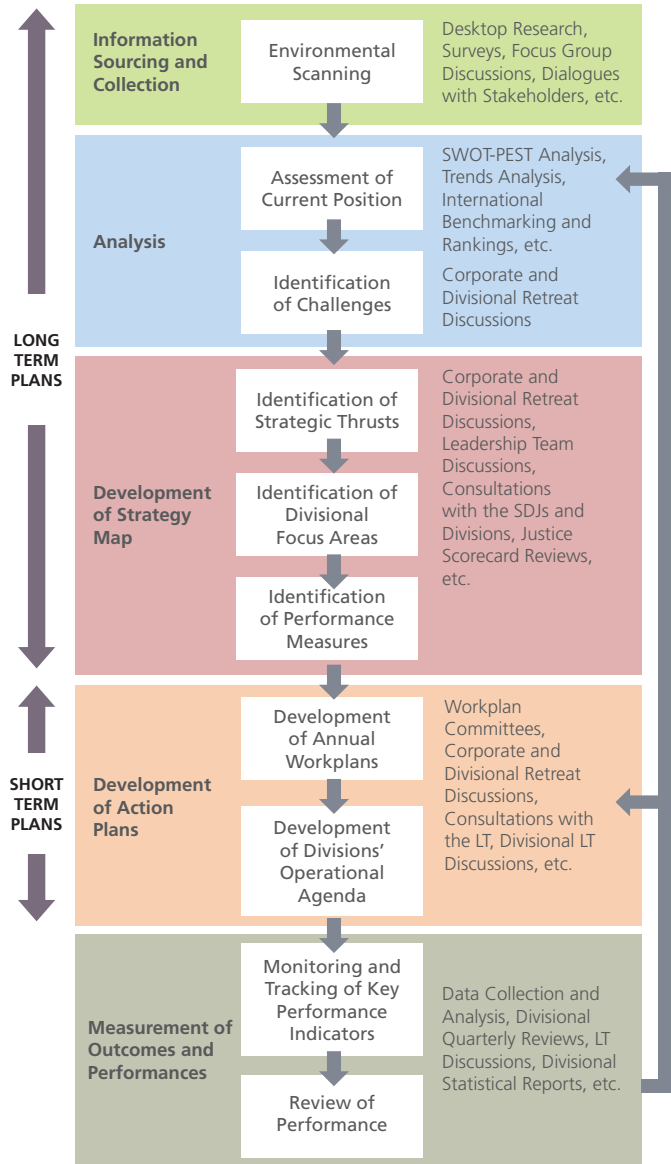 Information
Sourcing and
Collection
Environmental
Scanning
Desktop Research,
Surveys, Focus Group
Discussions, Dialogues
with Stakeholders, etc.
Analysis
Assessment of
Current Position
SWOT-PEST Analysis,
Trends Analysis,
International
Benchmarking and
Rankings, etc.
Identification
of Challenges
Corporate and
Divisional Retreat
Discussions
LONG
TERM
PLANS
Development
of Strategy
Map
Identification of
Strategic Thrusts
Identification of
Divisional
Focus Areas
Identification
of Performance
Measures
Corporate and
Divisional Retreat
Discussions,
Leadership Team
Discussions,
Consultations
with the SDJs and
Divisions, Justice
Scorecard Reviews,
etc.
SHORT
TERM
PLANS
Development
of Action
Plans
Development
of Annual
Workplans
Development
of Divisions’
Operational
Agenda
Workplan
Committees,
Corporate and
Divisional Retreat
Discussions,
Consultations with
the LT, Divisional LT
Discussions, etc.
Measurement of
Outcomes and
Performances
Monitoring and
Tracking of Key
Performance
Indicators
Review of
Performance
Data Collection and
Analysis, Divisional
Quarterly Reviews, LT
Discussions, Divisional
Statistical Reports, etc.